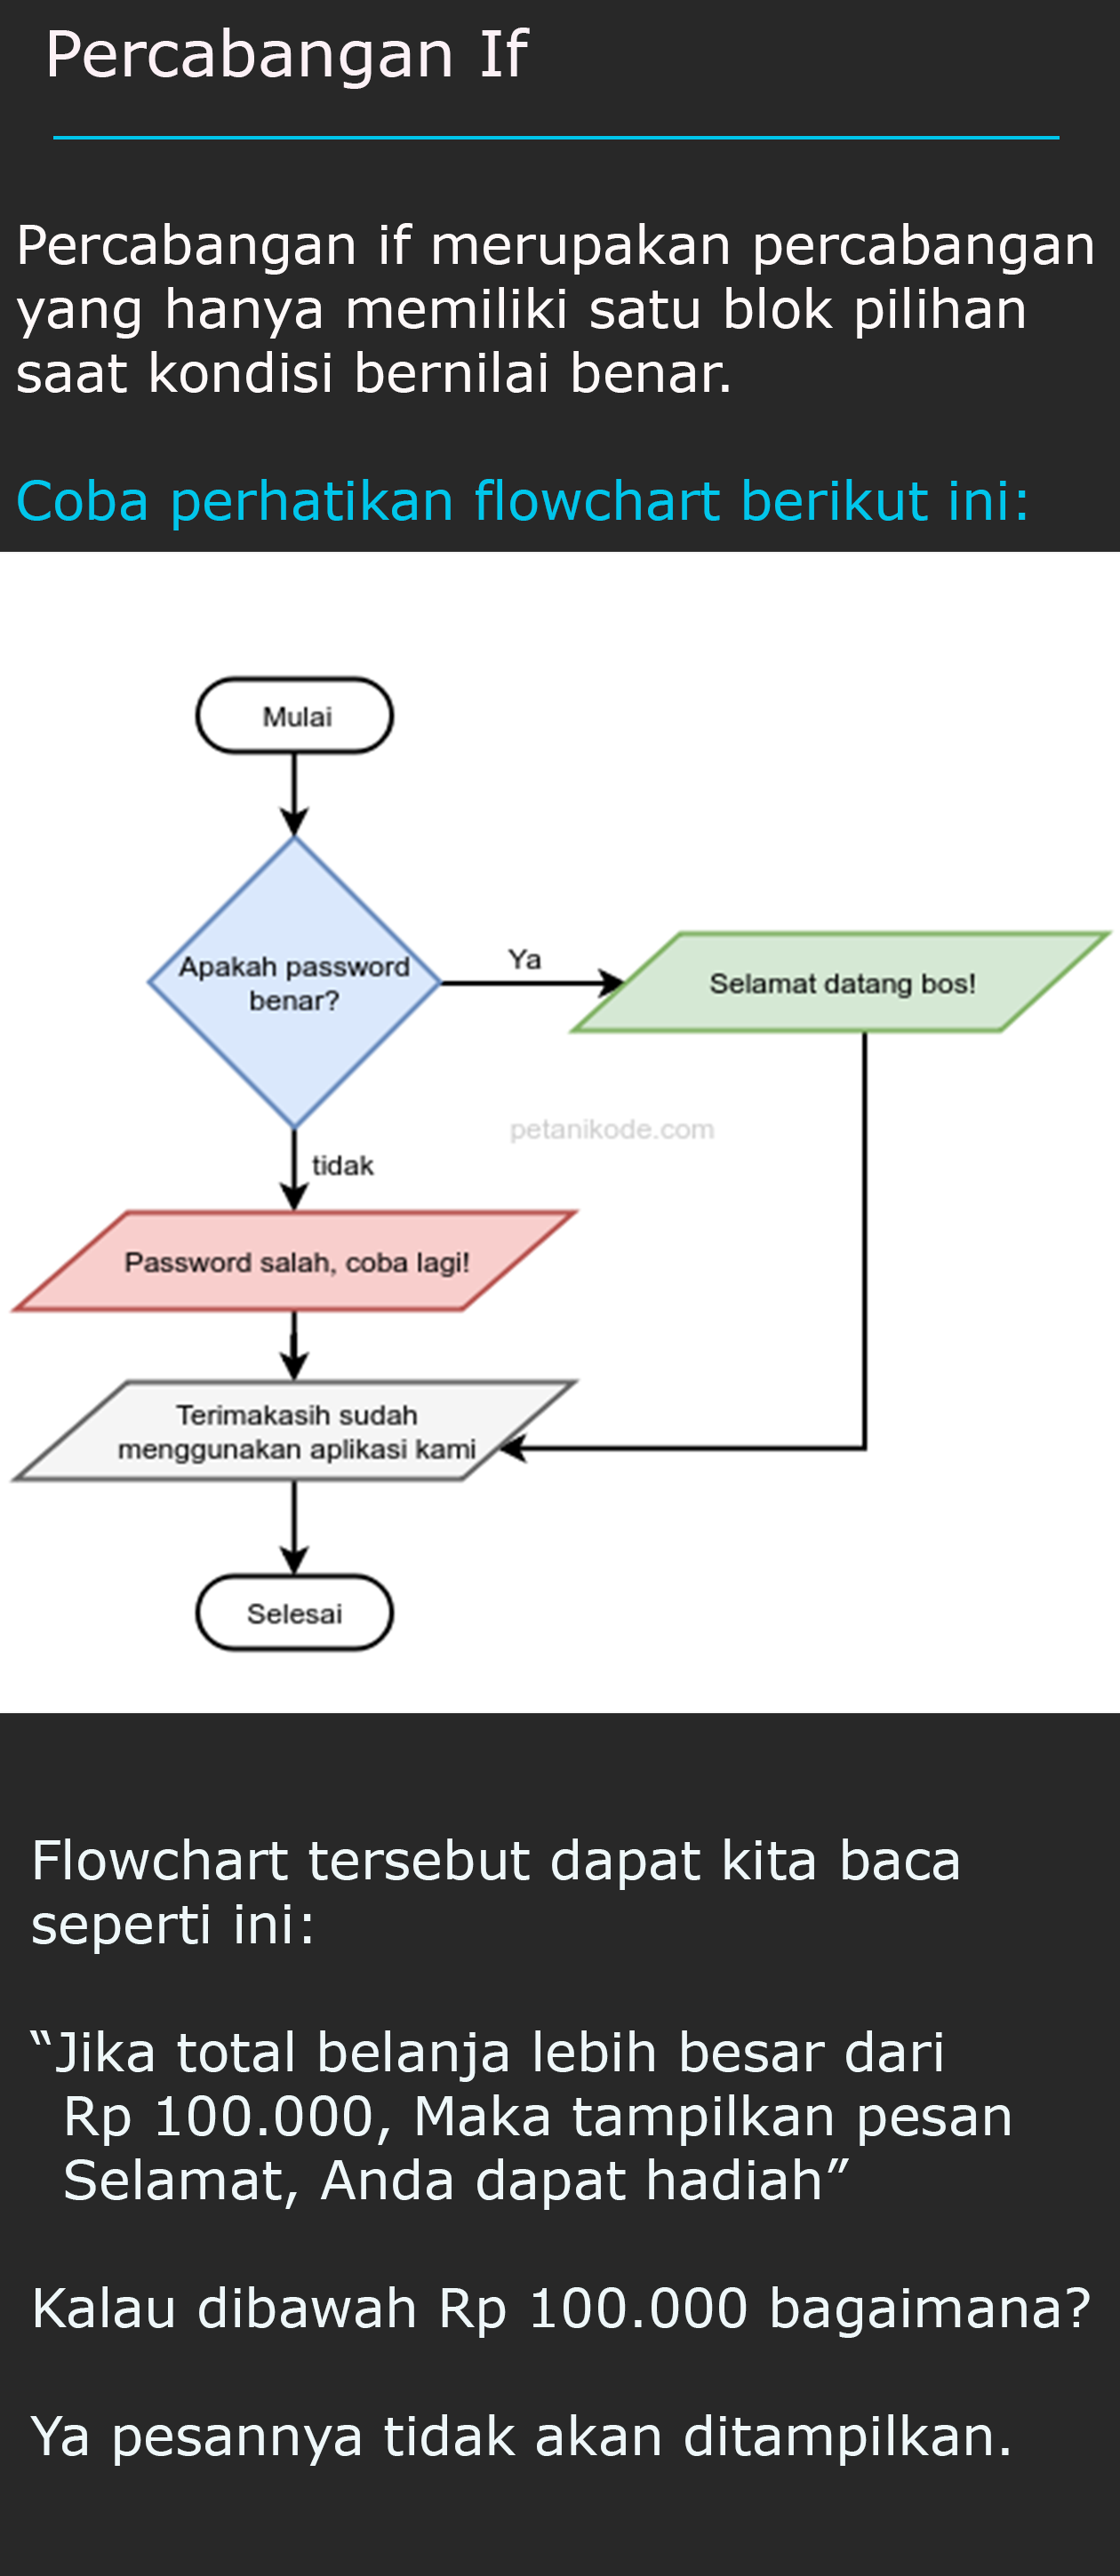 Percabangan If
Percabangan if merupakan percabangan
yang hanya memiliki satu blok pilihan
saat kondisi bernilai benar.
Coba perhatikan flowchart berikut ini:
Mulai
Apakah password
benar?
Ya
Selamat datang bos!
petanikode.com
tidak
Password salah, coba lagi!
Terimakasih sudah
menggunakan aplikasi kami
Selesai
Flowchart tersebut dapat kita baca
seperti ini:
“Jika total belanja lebih besar dari
Rp 100.000, Maka tampilkan pesan
Selamat, Anda dapat hadiah”
Kalau dibawah Rp 100.000 bagaimana?
Ya pesannya tidak akan ditampilkan.